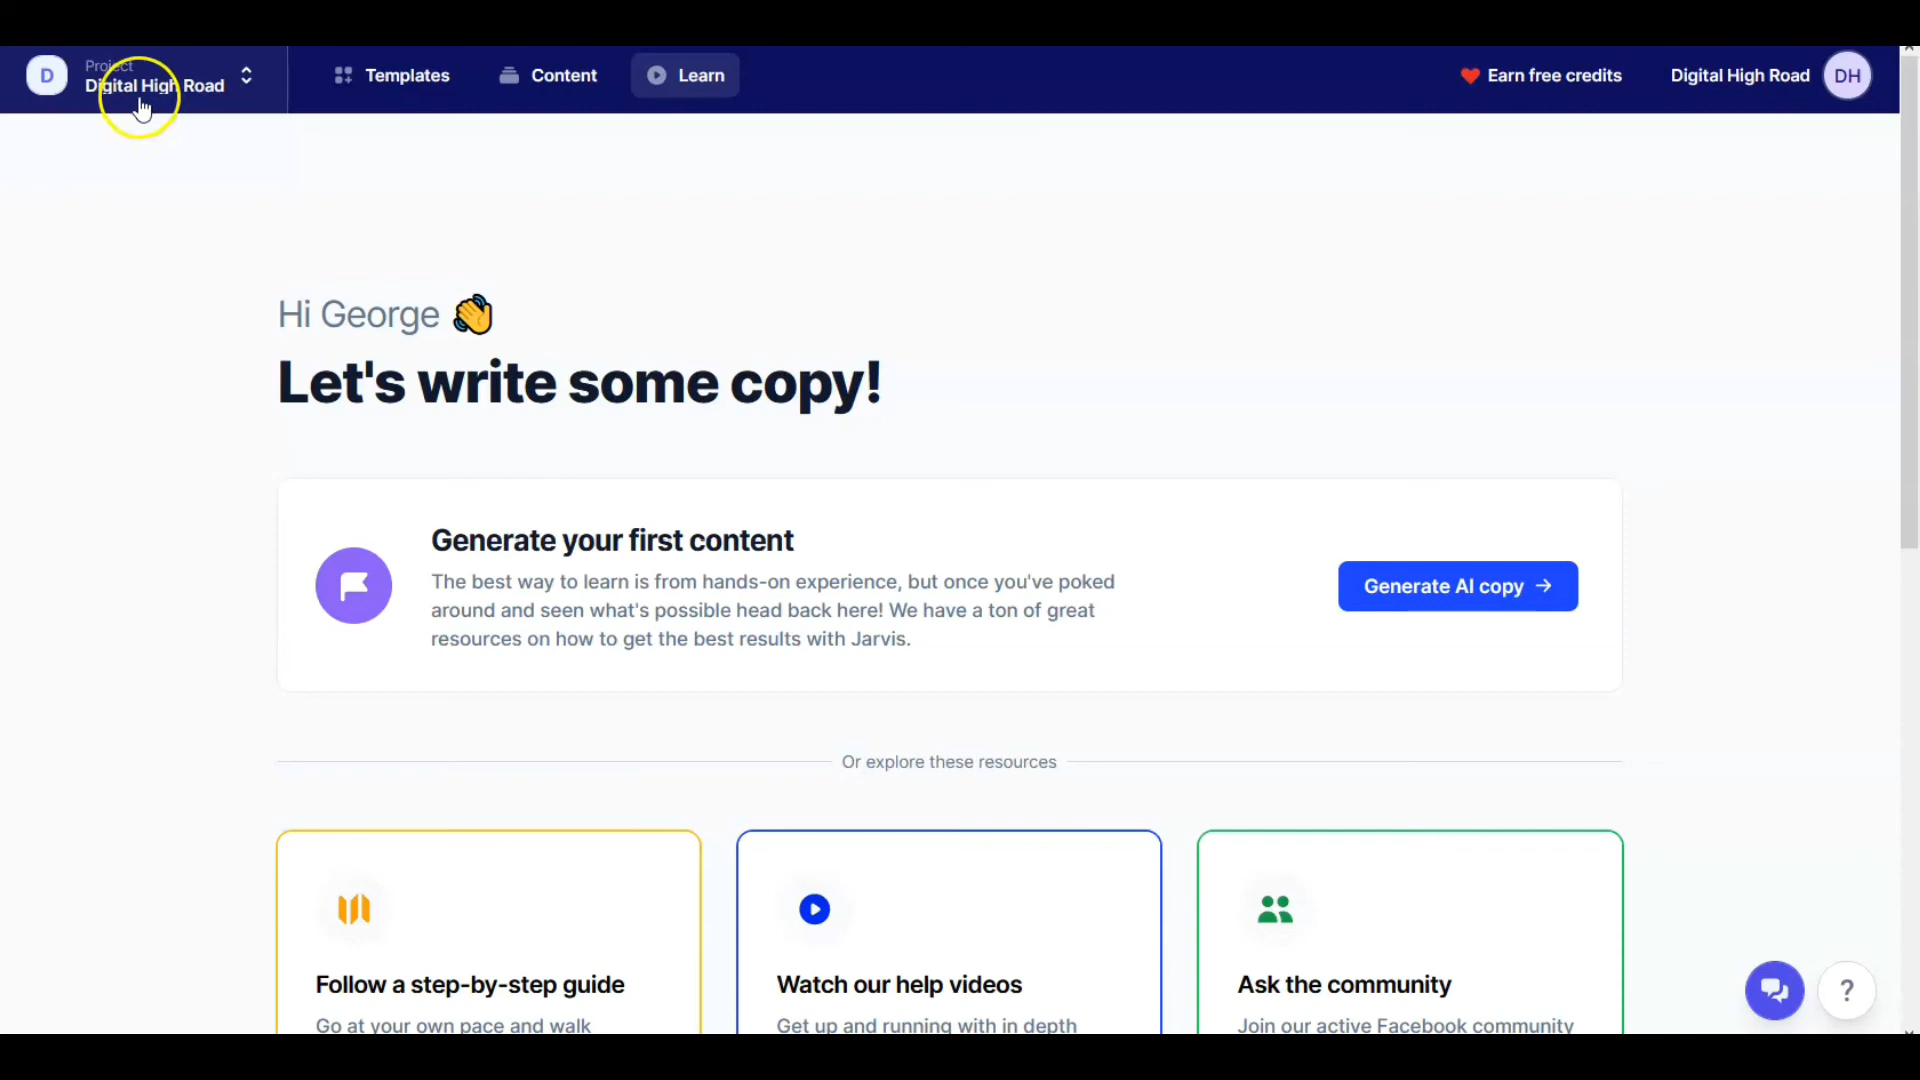 D
Project
Digital High Road
Templates
Content
Learn
Earn free credits
Digital High Road
DH
Hi George
Let's write some copy!
Generate your first content
The best way to learn is from hands-on experience, but once you've poked
around and seen what's possible head back here! We have a ton of great
resources on how to get the best results with Jarvis.
Generate AI copy →
Or explore these resources
Follow a step-by-step guide
Go at your own pace and walk
Watch our help videos
Get up and running with in depth
Ask the community
Join our active Facebook community
?